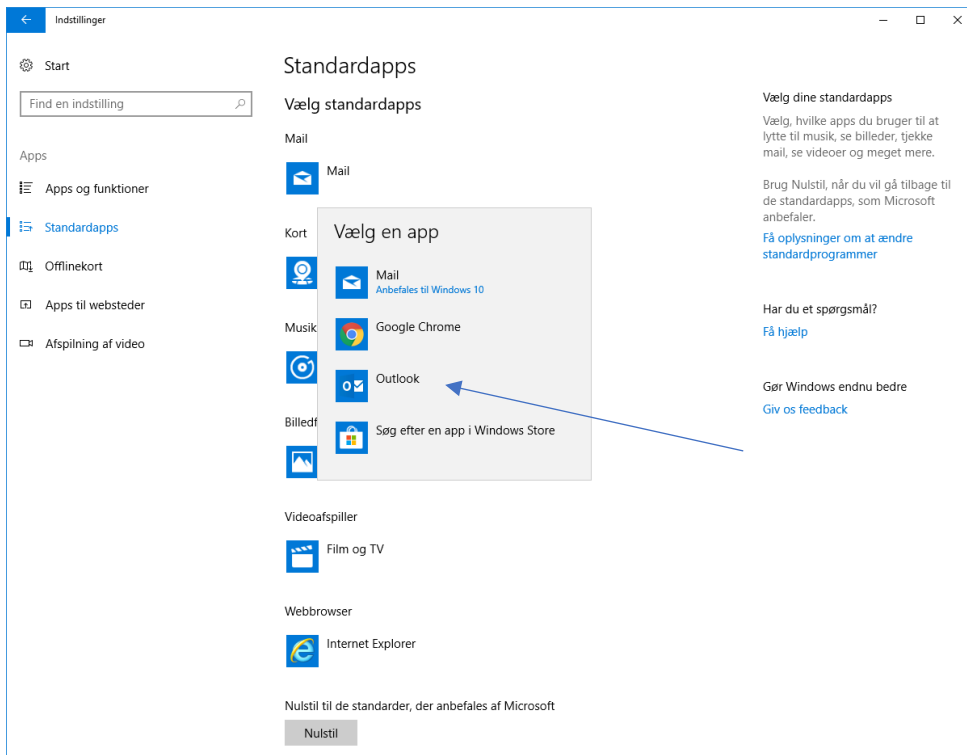 Indstillinger
Start
Find en indstilling
Apps
Apps og funktioner
Standardapps
Offlinekort
Apps til websteder
Afspilning af video
Standardapps
Vælg standardapps
Mail
Mail
Kort
Musik
Billedf
Vælg en app
Mail
Anbefales til Windows 10
Google Chrome
Outlook
Søg efter en app i Windows Store
Videoafspiller
Film og TV
Webbrowser
Internet Explorer
Nulstil til de standarder, der anbefales af Microsoft
Nulstil
Vælg dine standardapps
Vælg, hvilke apps du bruger til at
lytte til musik, se billeder, tjekke
mail, se videoer og meget mere.
Brug Nulstil, når du vil gå tilbage til
de standardapps, som Microsoft
anbefaler.
Få oplysninger om at ændre
standardprogrammer
Har du et spørgsmål?
Få hjælp
Gør Windows endnu bedre
Giv os feedback